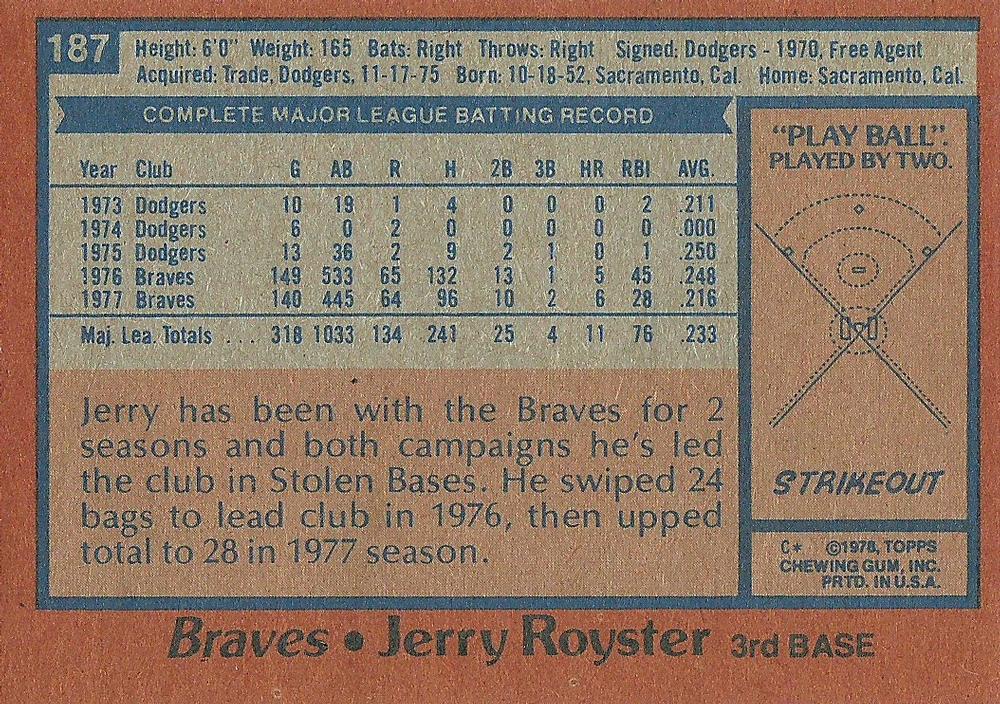 187
Height: 6'0" Weight: 165 Bats: Right Throws: Right Signed: Dodgers - 1970, Free Agent
Acquired: Trade, Dodgers, 11-17-75 Born: 10-18-52, Sacramento, Cal. Home: Sacramento, Cal.
COMPLETE MAJOR LEAGUE BATTING RECORD
Year Club G AB R H 2B 3B HR RBI AVG.
1973 Dodgers 10 19 1 4 0 0 0 2 .211
1974 Dodgers 6 0 2 0 0 0 0 0 .000
1975 Dodgers 13 36 2 9 2 1 0 1 .250
1976 Braves 149 533 65 132 13 1 5 45 .248
1977 Braves 140 445 64 96 10 2 6 28 .216
Maj. Lea. Totals . . . 318 1033 134 241 25 4 11 76 .233
Jerry has been with the Braves for 2
seasons and both campaigns he's led
the club in Stolen Bases. He swiped 24
bags to lead club in 1976, then upped
total to 28 in 1977 season.
"PLAY BALL".
PLAYED BY TWO.
STRIKEOUT
C* ©1978, TOPPS
CHEWING GUM, INC.
PRTD. IN U.S.A.
Braves • Jerry Royster 3rd BASE